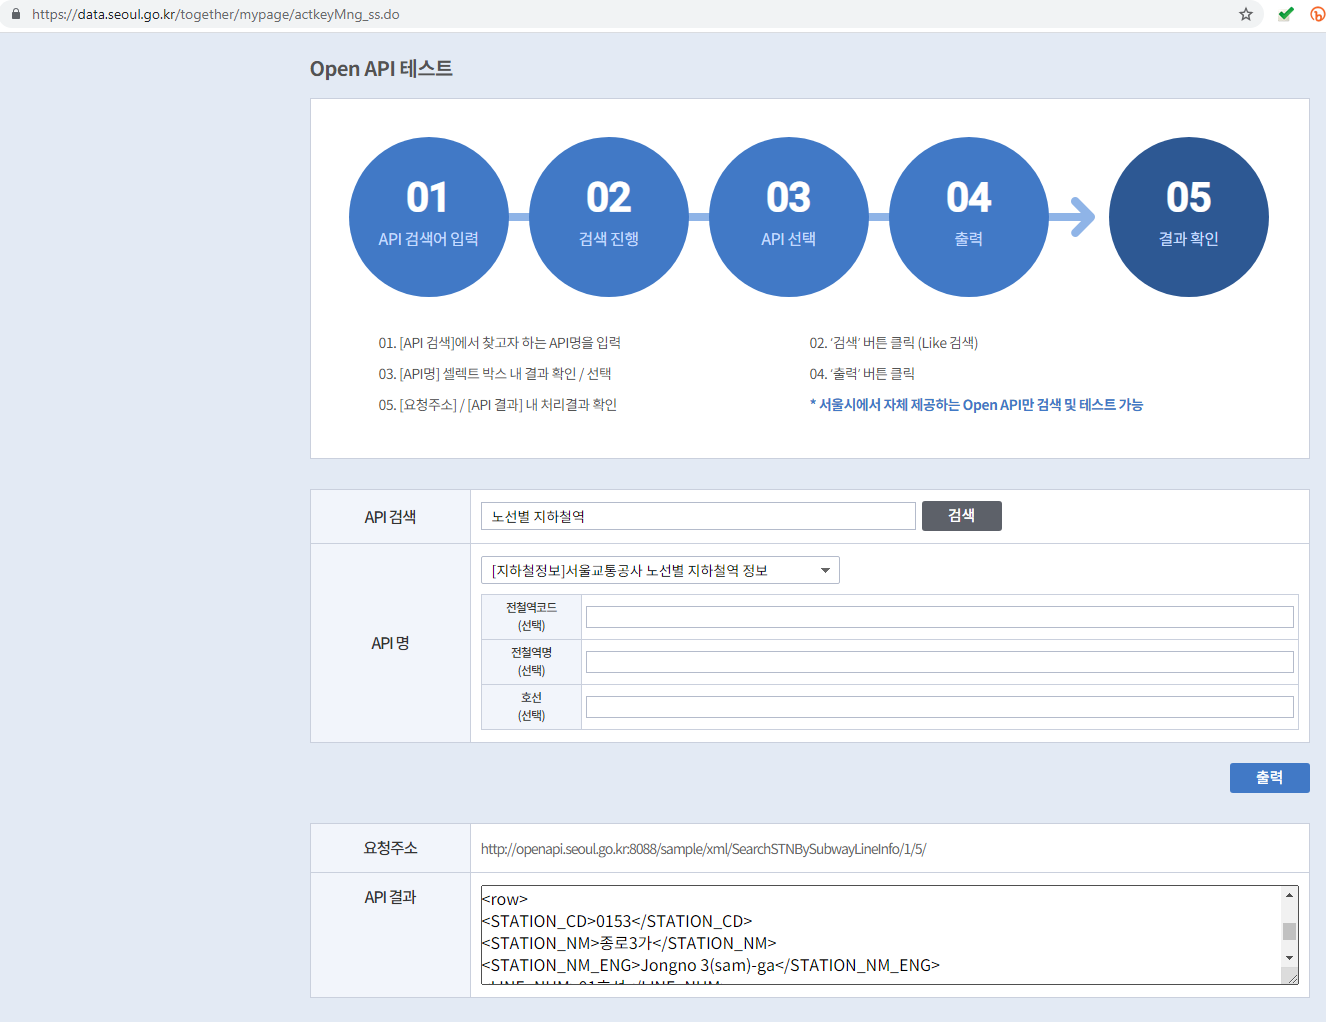 https://data.seoul.go.kr/together/mypage/actkeyMng_ss.do
Open API 테스트
01
API 검색어 입력
02
검색 진행
03
API 선택
04
출력
05
결과 확인
01. [API 검색]에서 찾고자 하는 API명을 입력
02. ‘검색’ 버튼 클릭 (Like 검색)
03. [API명] 셀렉트 박스 내 결과 확인 / 선택
04. ‘출력’ 버튼 클릭
05. [요청주소] / [API 결과] 내 처리결과 확인
* 서울시에서 자체 제공하는 Open API만 검색 및 테스트 가능
API 검색
노선별 지하철역
검색
API 명
[지하철정보]서울교통공사 노선별 지하철역 정보
전철역코드
(선택)
전철역명
(선택)
호선
(선택)
출력
요청주소
http://openapi.seoul.go.kr:8088/sample/xml/SearchSTNBySubwayLineInfo/1/5/
API 결과
<row>
<STATION_CD>0153</STATION_CD>
<STATION_NM>종로3가</STATION_NM>
<STATION_NM_ENG>Jongno 3(sam)-ga</STATION_NM_ENG>
<LINE_NUM>01호선</LINE_NUM>